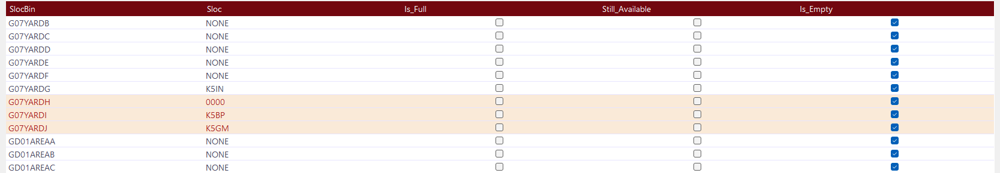 SlocBin Sloc Is_Full Still_Available Is_Empty
G07YARDB NONE
G07YARDC NONE
G07YARDD NONE
G07YARDE NONE
G07YARDF NONE
G07YARDG K5IN
G07YARDH 0000
G07YARDI K5BP
G07YARDJ K5GM
GD01AREAA NONE
GD01AREAB NONE
GD01AREAC NONE